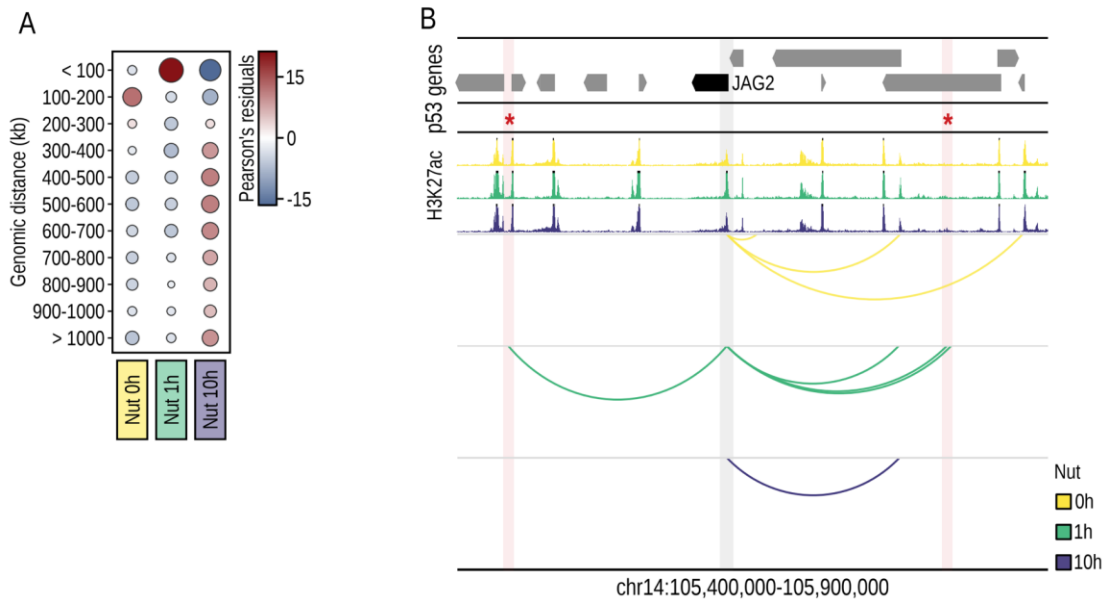 A
Genomic distance (kb)
< 100
100-200
200-300
300-400
400-500
500-600
600-700
700-800
800-900
900-1000
> 1000
Nut 0h
Nut 1h
Nut 10h
15
0
-15
Pearson's residuals
B
p53 genes
JAG2
*
*
H3K27ac
Nut
0h
1h
10h
chr14:105,400,000-105,900,000